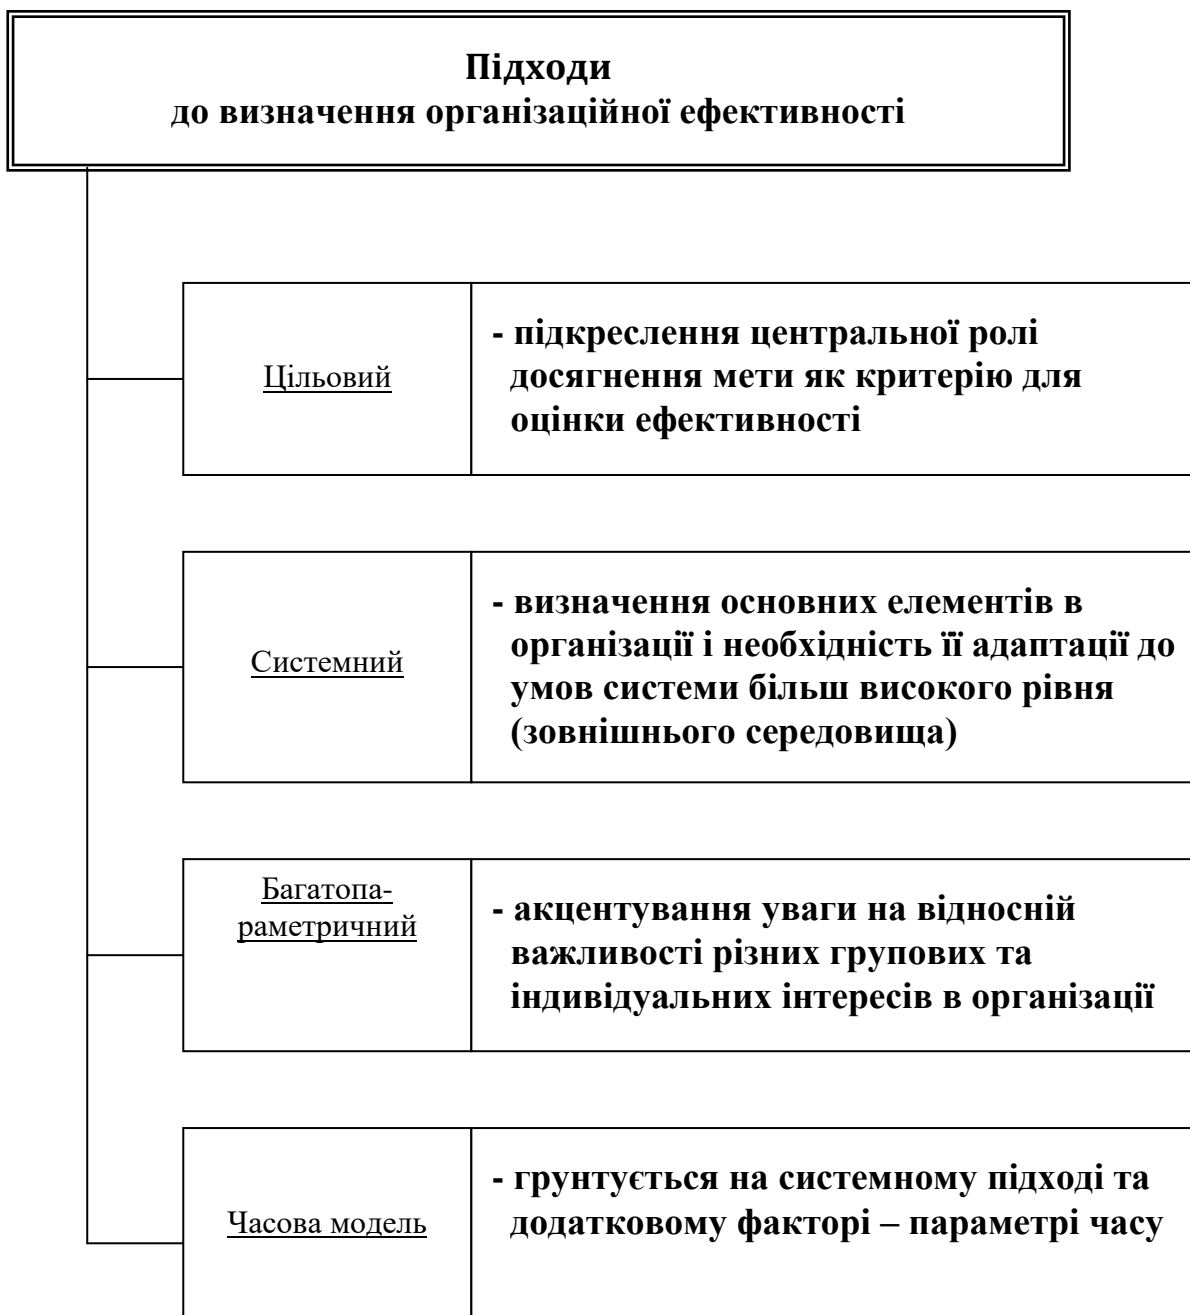 Підходи
до визначення організаційної ефективності
Цільовий
- підкреслення центральної ролі
досягнення мети як критерію для
оцінки ефективності
Системний
- визначення основних елементів в
організації і необхідність її адаптації до
умов системи більш високого рівня
(зовнішнього середовища)
Багатопа-
раметричний
- акцентування уваги на відносній
важливості різних групових та
індивідуальних інтересів в організації
Часова модель
- грунтується на системному підході та
додатковому факторі – параметрі часу